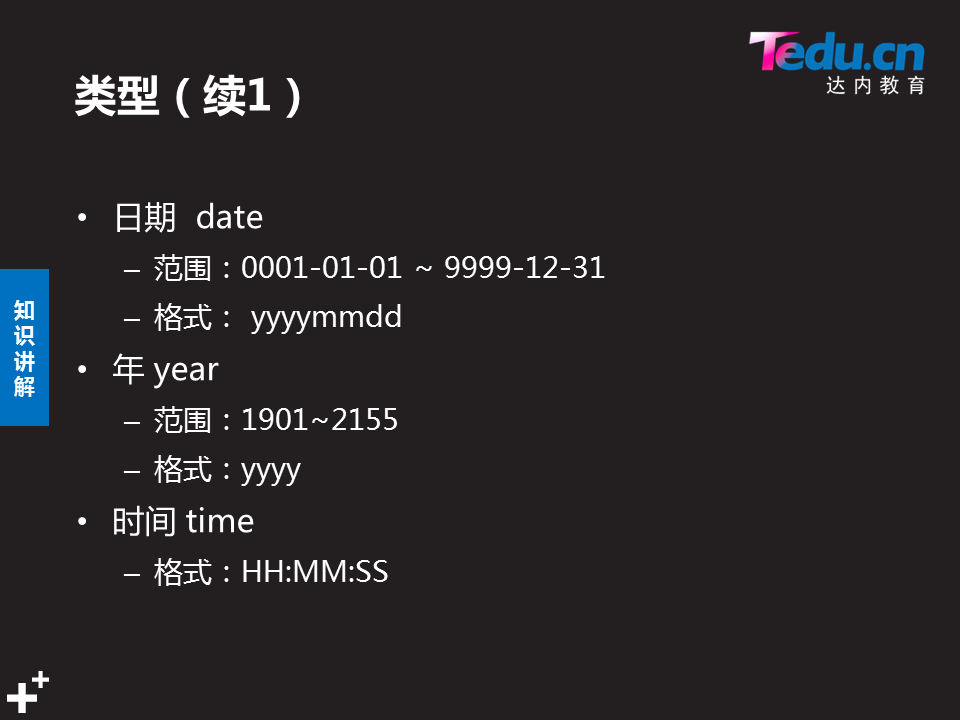 Tedu.cn
达内教育
类型（续1）
• 日期 date
– 范围：0001-01-01 ~ 9999-12-31
– 格式： yyyymmdd
• 年 year
– 范围：1901~2155
– 格式：yyyy
• 时间 time
– 格式：HH:MM:SS
知识讲解